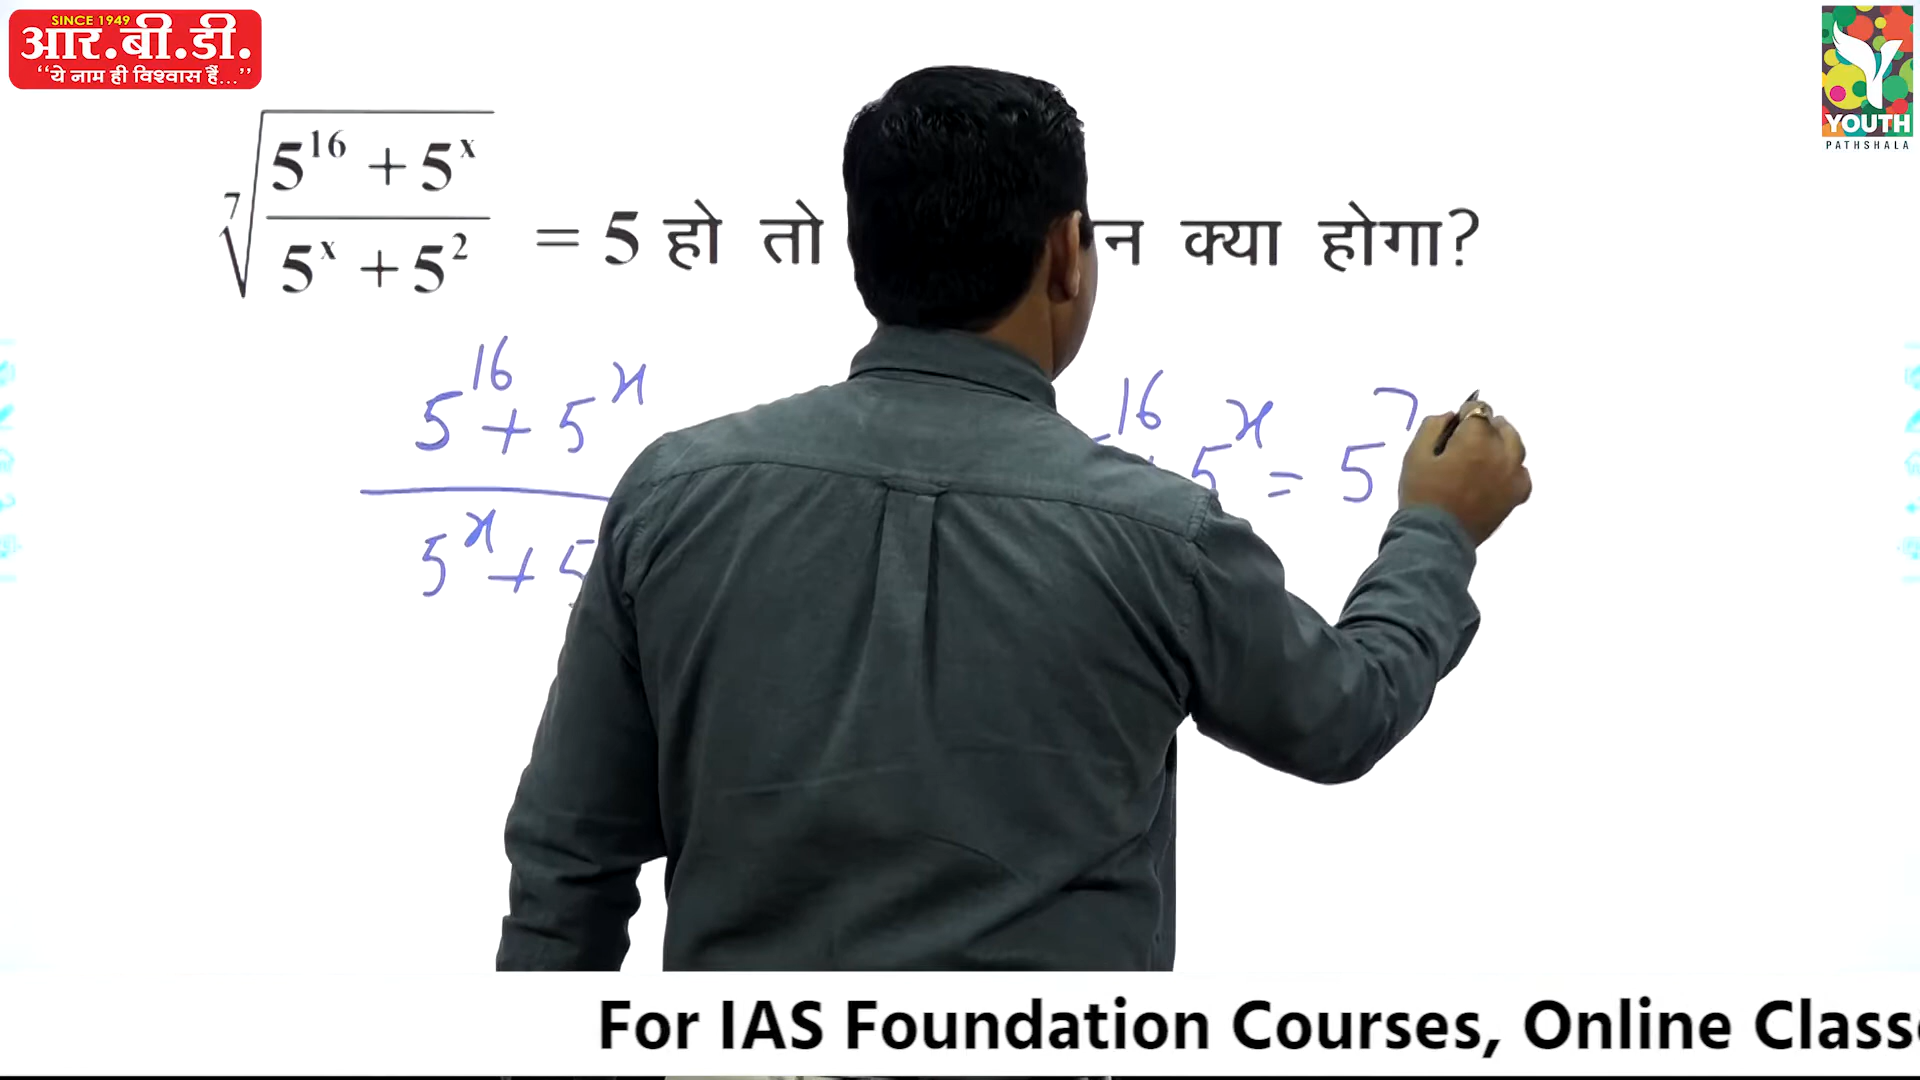 SINCE 1949
आर.बी.डी.
“ये नाम ही विश्वास हैं...”
YOUTH
PATHSHALA
⁷√((5¹⁶ + 5ˣ)/(5ˣ + 5²)) = 5 हो तो न क्या होगा?
5¹⁶ + 5ˣ
5ˣ + 5
16 5ˣ = 5⁷
For IAS Foundation Courses, Online Classe